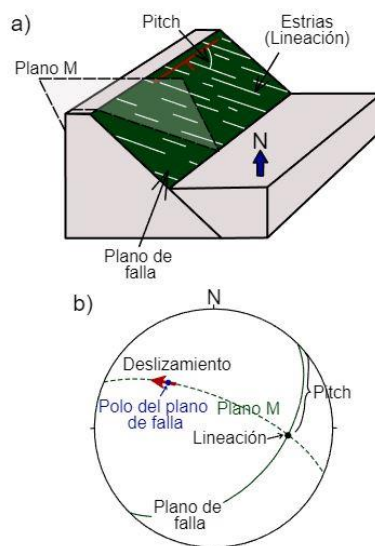 a)
Pitch
Estrias
(Lineación)
Plano M
N
Plano de
falla
b)
N
Deslizamiento
Polo del plano
de falla
Plano M
Pitch
Lineación
Plano de
falla